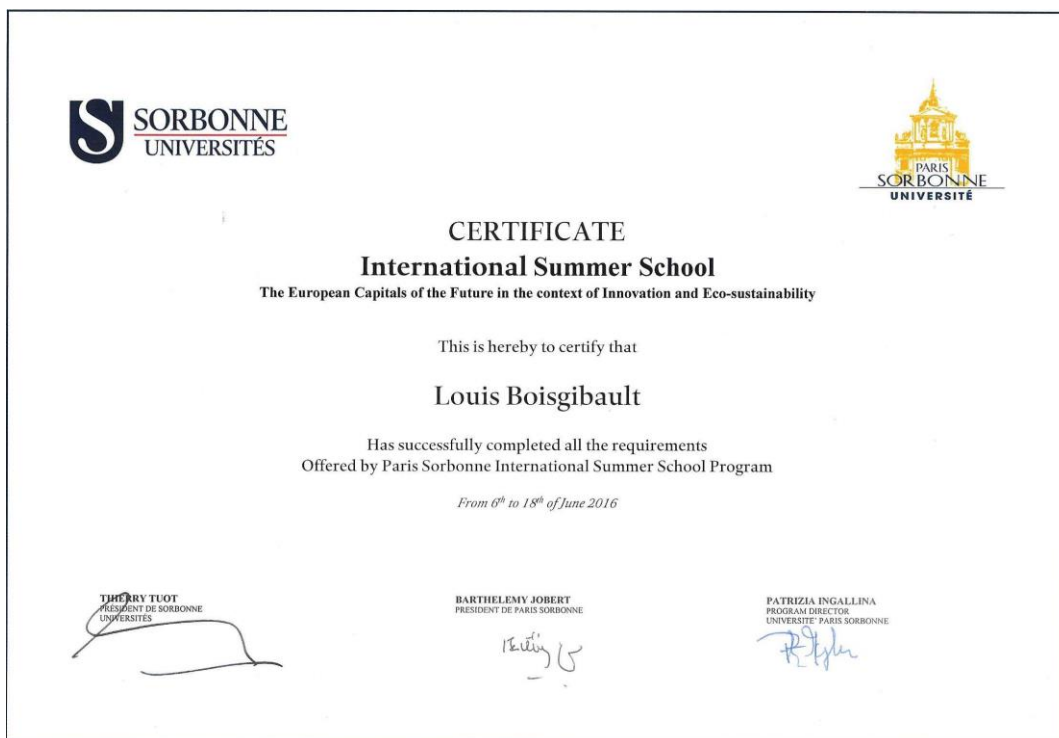 SORBONNE
UNIVERSITÉS
PARIS
SORBONNE
UNIVERSITÉ
CERTIFICATE
International Summer School
The European Capitals of the Future in the context of Innovation and Eco-sustainability
This is hereby to certify that
Louis Boisgibault
Has successfully completed all the requirements
Offered by Paris Sorbonne International Summer School Program
From 6th to 18th of June 2016
THIERRY TUOT
PRÉSIDENT DE SORBONNE
UNIVERSITÉS
BARTHELEMY JOBERT
PRESIDENT DE PARIS SORBONNE
PATRIZIA INGALLINA
PROGRAM DIRECTOR
UNIVERSITE' PARIS SORBONNE